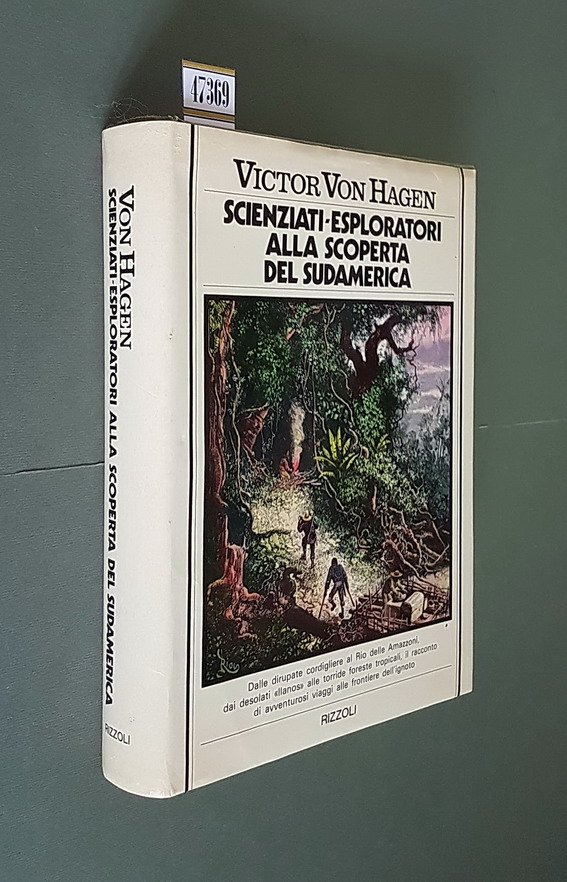 47369
VICTOR VON HAGEN
SCIENZIATI-ESPLORATORI
ALLA SCOPERTA
DEL SUDAMERICA
Dalle dirupate cordigliere al Rio delle Amazzoni,
dai desolati «llanos» alle torride foreste tropicali, il racconto
di avventurosi viaggi alle frontiere dell'ignoto
RIZZOLI
VON HAGEN
SCIENZIATI-ESPLORATORI ALLA SCOPERTA DEL SUDAMERICA
RIZZOLI